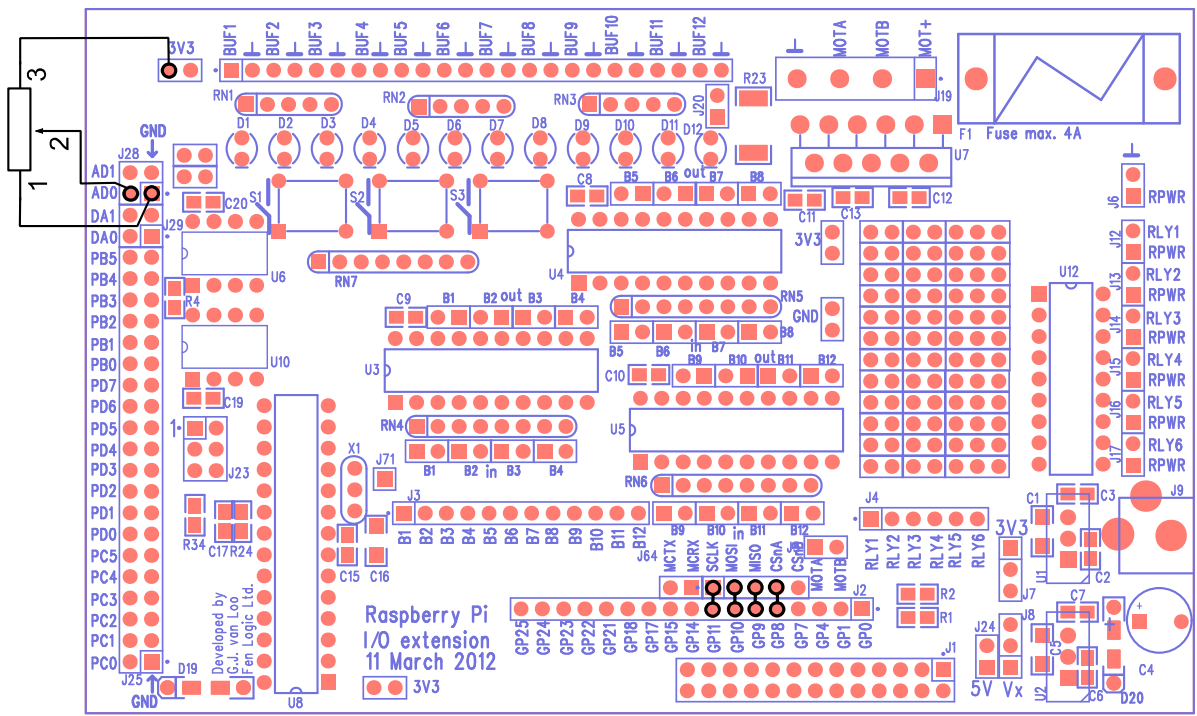 3V3
BUF1
BUF2
BUF3
BUF4
BUF5
BUF6
BUF7
BUF8
BUF9
BUF10
BUF11
BUF12
MOTA
MOTB
MOT+
J19
F1 Fuse max. 4A
3
2
1
RN1
RN2
RN3
J20
R23
D1 D2 D3 D4 D5 D6 D7 D8 D9 D10 D11 D12
U7
GND
J28
AD1
AD0
DA1
DA0
J29
C20
S1
S2
S3
C8
B5 B6 out B7 B8
C11
C13
C12
J6
RPWR
PB5
PB4
PB3
PB2
PB1
PB0
PD7
PD6
PD5
PD4
PD3
PD2
PD1
PD0
PC5
PC4
PC3
PC2
PC1
PC0
U6
R4
U10
C19
1
J23
RN7
U4
3V3
GND
J12
RLY1
RPWR
J13
RLY2
RPWR
J14
RLY3
RPWR
J15
RLY4
RPWR
J16
RLY5
RPWR
J17
RLY6
RPWR
U12
C9
B1 B2 out B3 B4
RN5
B5 B6 in B7 B8
U3
C10
B9 B10 out B11 B12
RN4
U5
B1 B2 in B3 B4
RN6
B9 B10 in B11 B12
X1
J71
J3
B1
B2
B3
B4
B5
B6
B7
B8
B9
B10
B11
B12
R34
C17
R24
C15
C16
J64
MCTX
MCRX
SCLK
MOSI
MISO
CSnA
CSnB
MOTA
MOTB
J4
RLY1
RLY2
RLY3
RLY4
RLY5
RLY6
C1
C3
J9
3V3
U1
C2
J7
R2
R1
J2
GP25
GP24
GP23
GP22
GP21
GP18
GP17
GP15
GP14
GP11
GP10
GP9
GP8
GP7
GP4
GP1
GP0
J1
J24
J8
C7
C5
U2
C6
+
+
C4
D20
5V Vx
Raspberry Pi
I/O extension
11 March 2012
3V3
U8
Developed by
G.J. van Loo
Fen Logic Ltd.
J25
D19
GND